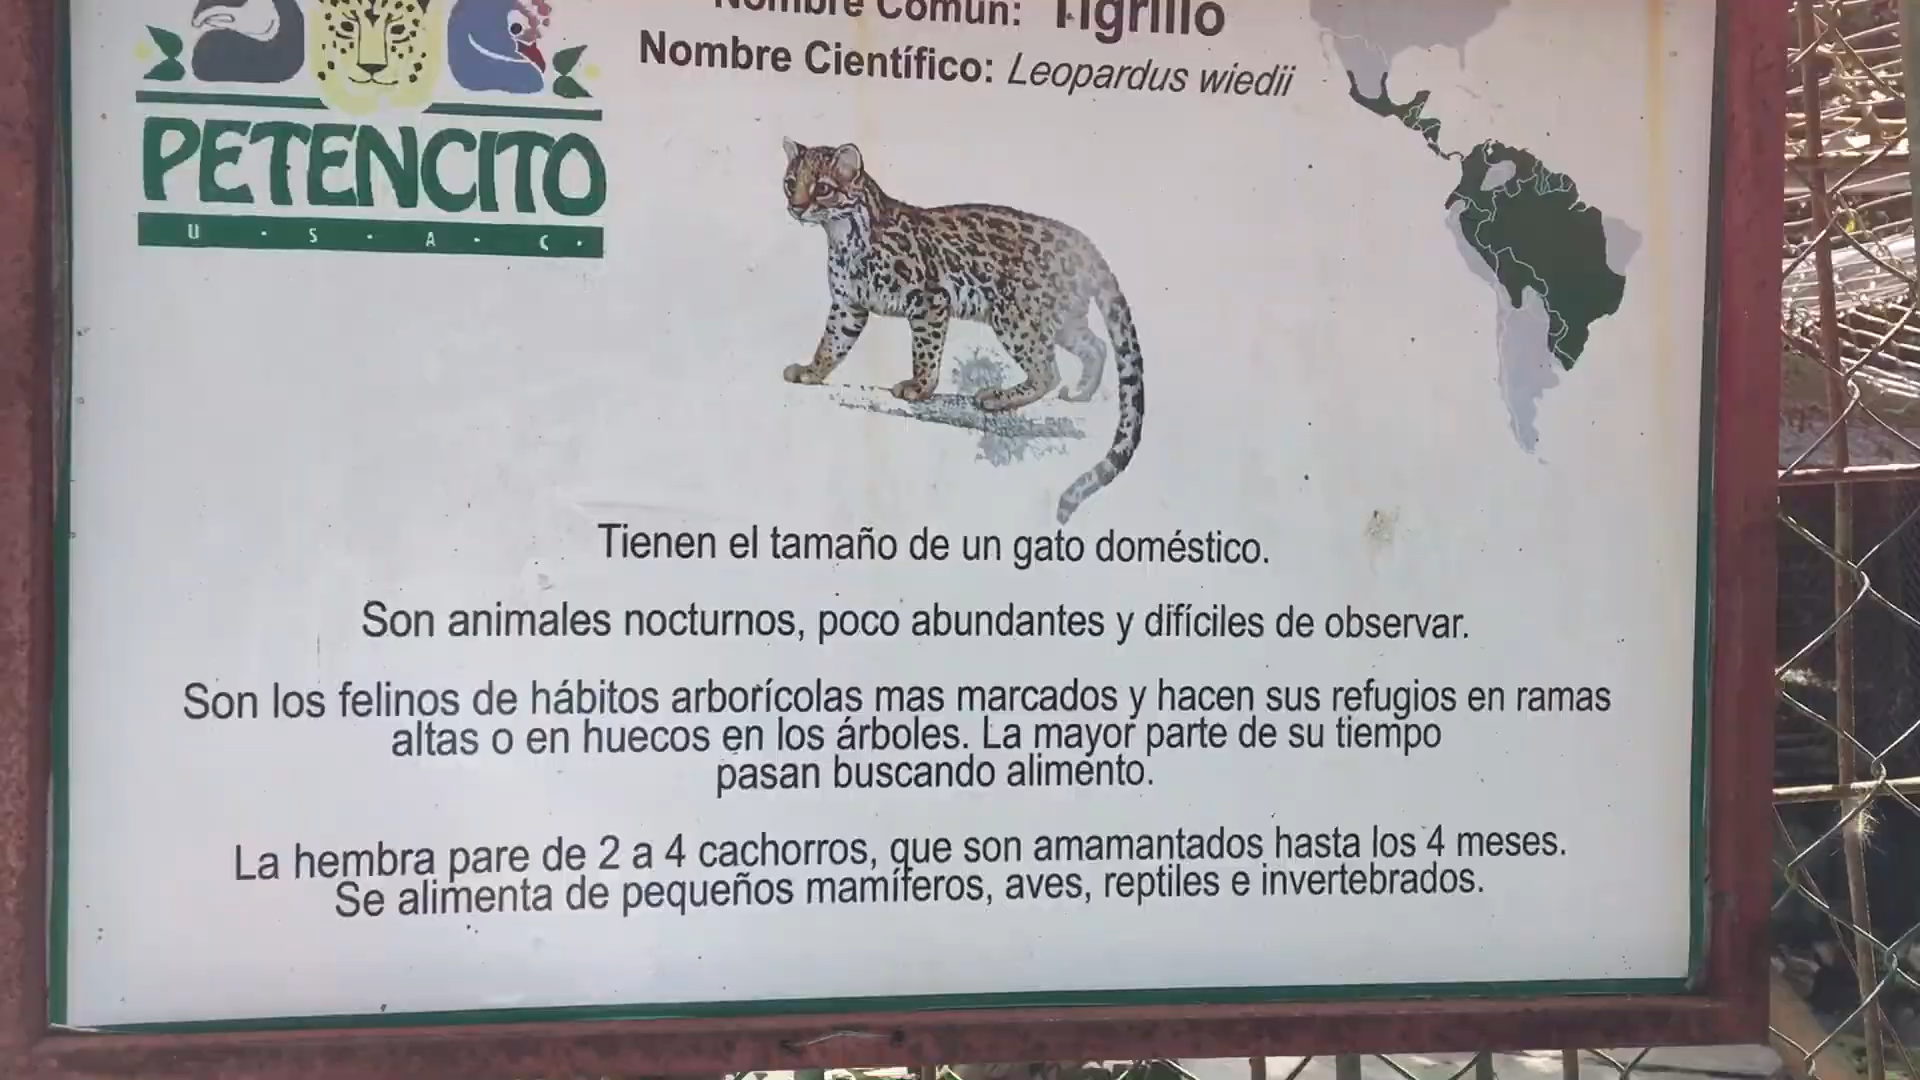 Nombre Común: Tigrillo
Nombre Científico: Leopardus wiedii
PETENCITO
U · S · A · C ·
Tienen el tamaño de un gato doméstico.
Son animales nocturnos, poco abundantes y difíciles de observar.
Son los felinos de hábitos arborícolas mas marcados y hacen sus refugios en ramas
altas o en huecos en los árboles. La mayor parte de su tiempo
pasan buscando alimento.
La hembra pare de 2 a 4 cachorros, que son amamantados hasta los 4 meses.
Se alimenta de pequeños mamíferos, aves, reptiles e invertebrados.